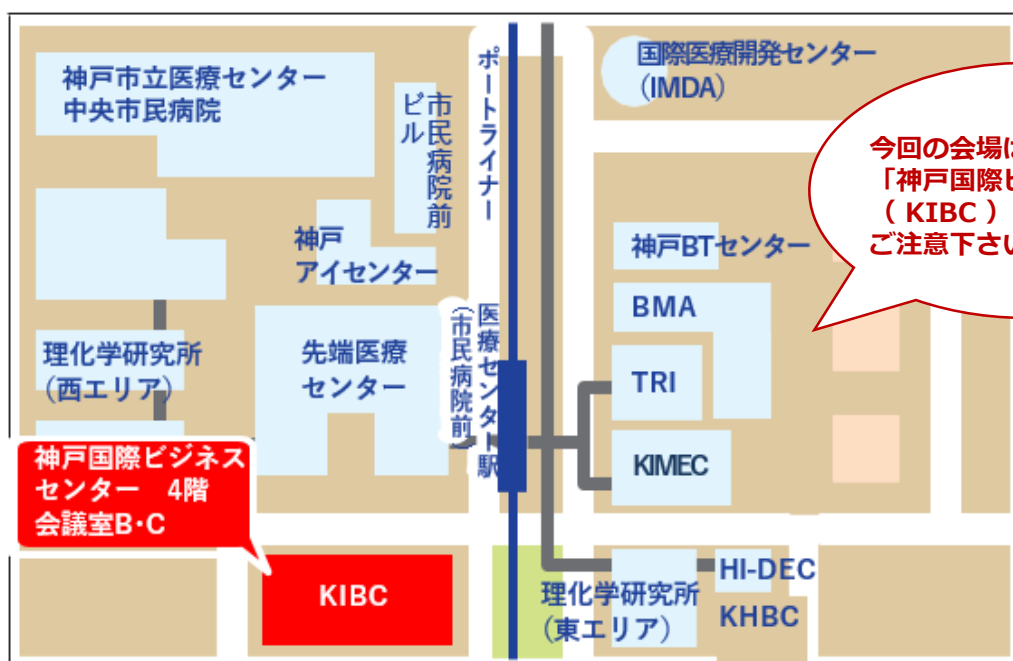 神戸市立医療センター
中央市民病院
市民病院前
ビル
ポートライナー
国際医療開発センター
（IMDA）
今回の会場は
「神戸国際ビ
（ KIBC ）
ご注意下さい
神戸
アイセンター
神戸BTセンター
BMA
理化学研究所
（西エリア）
先端医療
センター
医療センター駅
（市民病院前）
TRI
KIMEC
神戸国際ビジネス
センター　4階
会議室B・C
KIBC
理化学研究所
（東エリア）
HI-DEC
KHBC